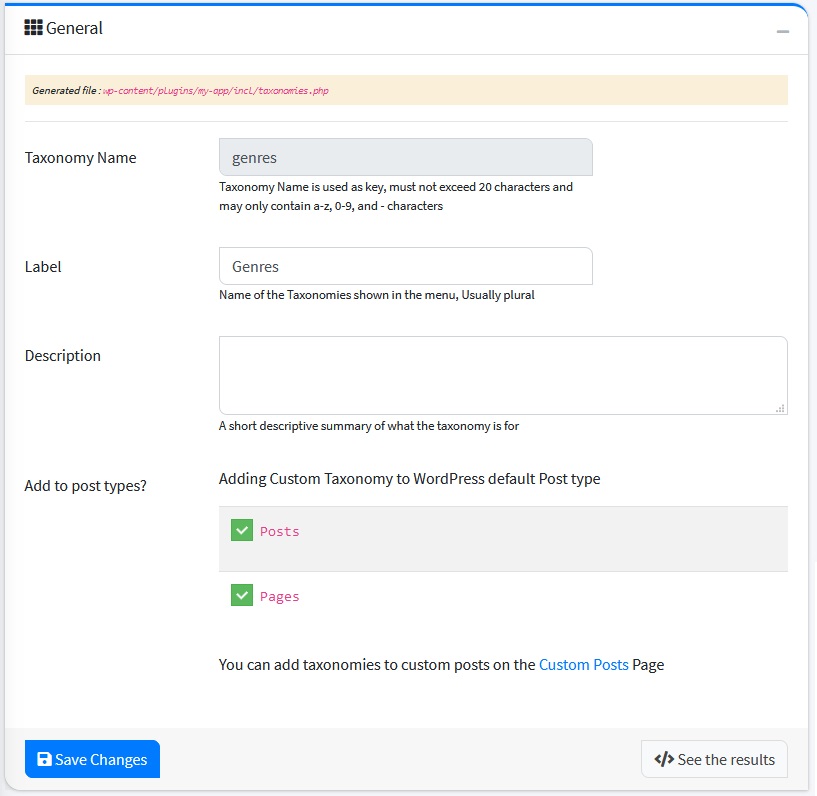 General
Generated file : wp-content/plugins/my-app/incl/taxonomies.php
Taxonomy Name
genres
Taxonomy Name is used as key, must not exceed 20 characters and
may only contain a-z, 0-9, and - characters
Label
Genres
Name of the Taxonomies shown in the menu, Usually plural
Description
A short descriptive summary of what the taxonomy is for
Add to post types?
Adding Custom Taxonomy to WordPress default Post type
Posts
Pages
You can add taxonomies to custom posts on the Custom Posts Page
Save Changes
See the results